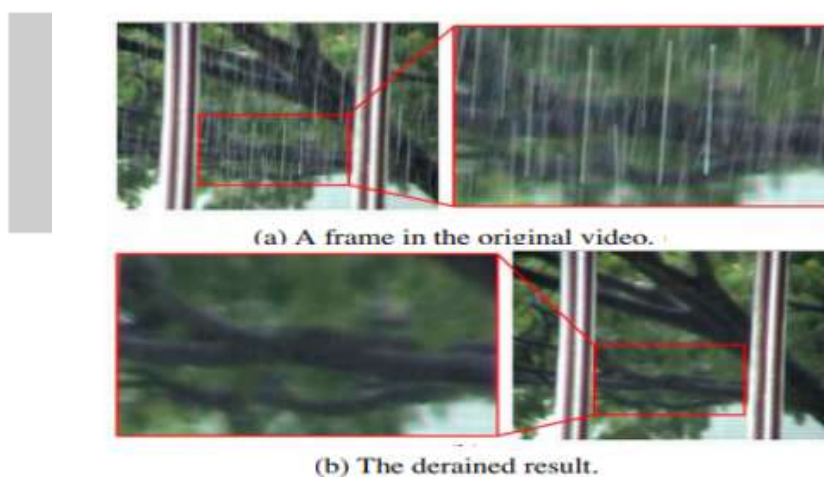 (a) A frame in the original video.
(b) The derained result.